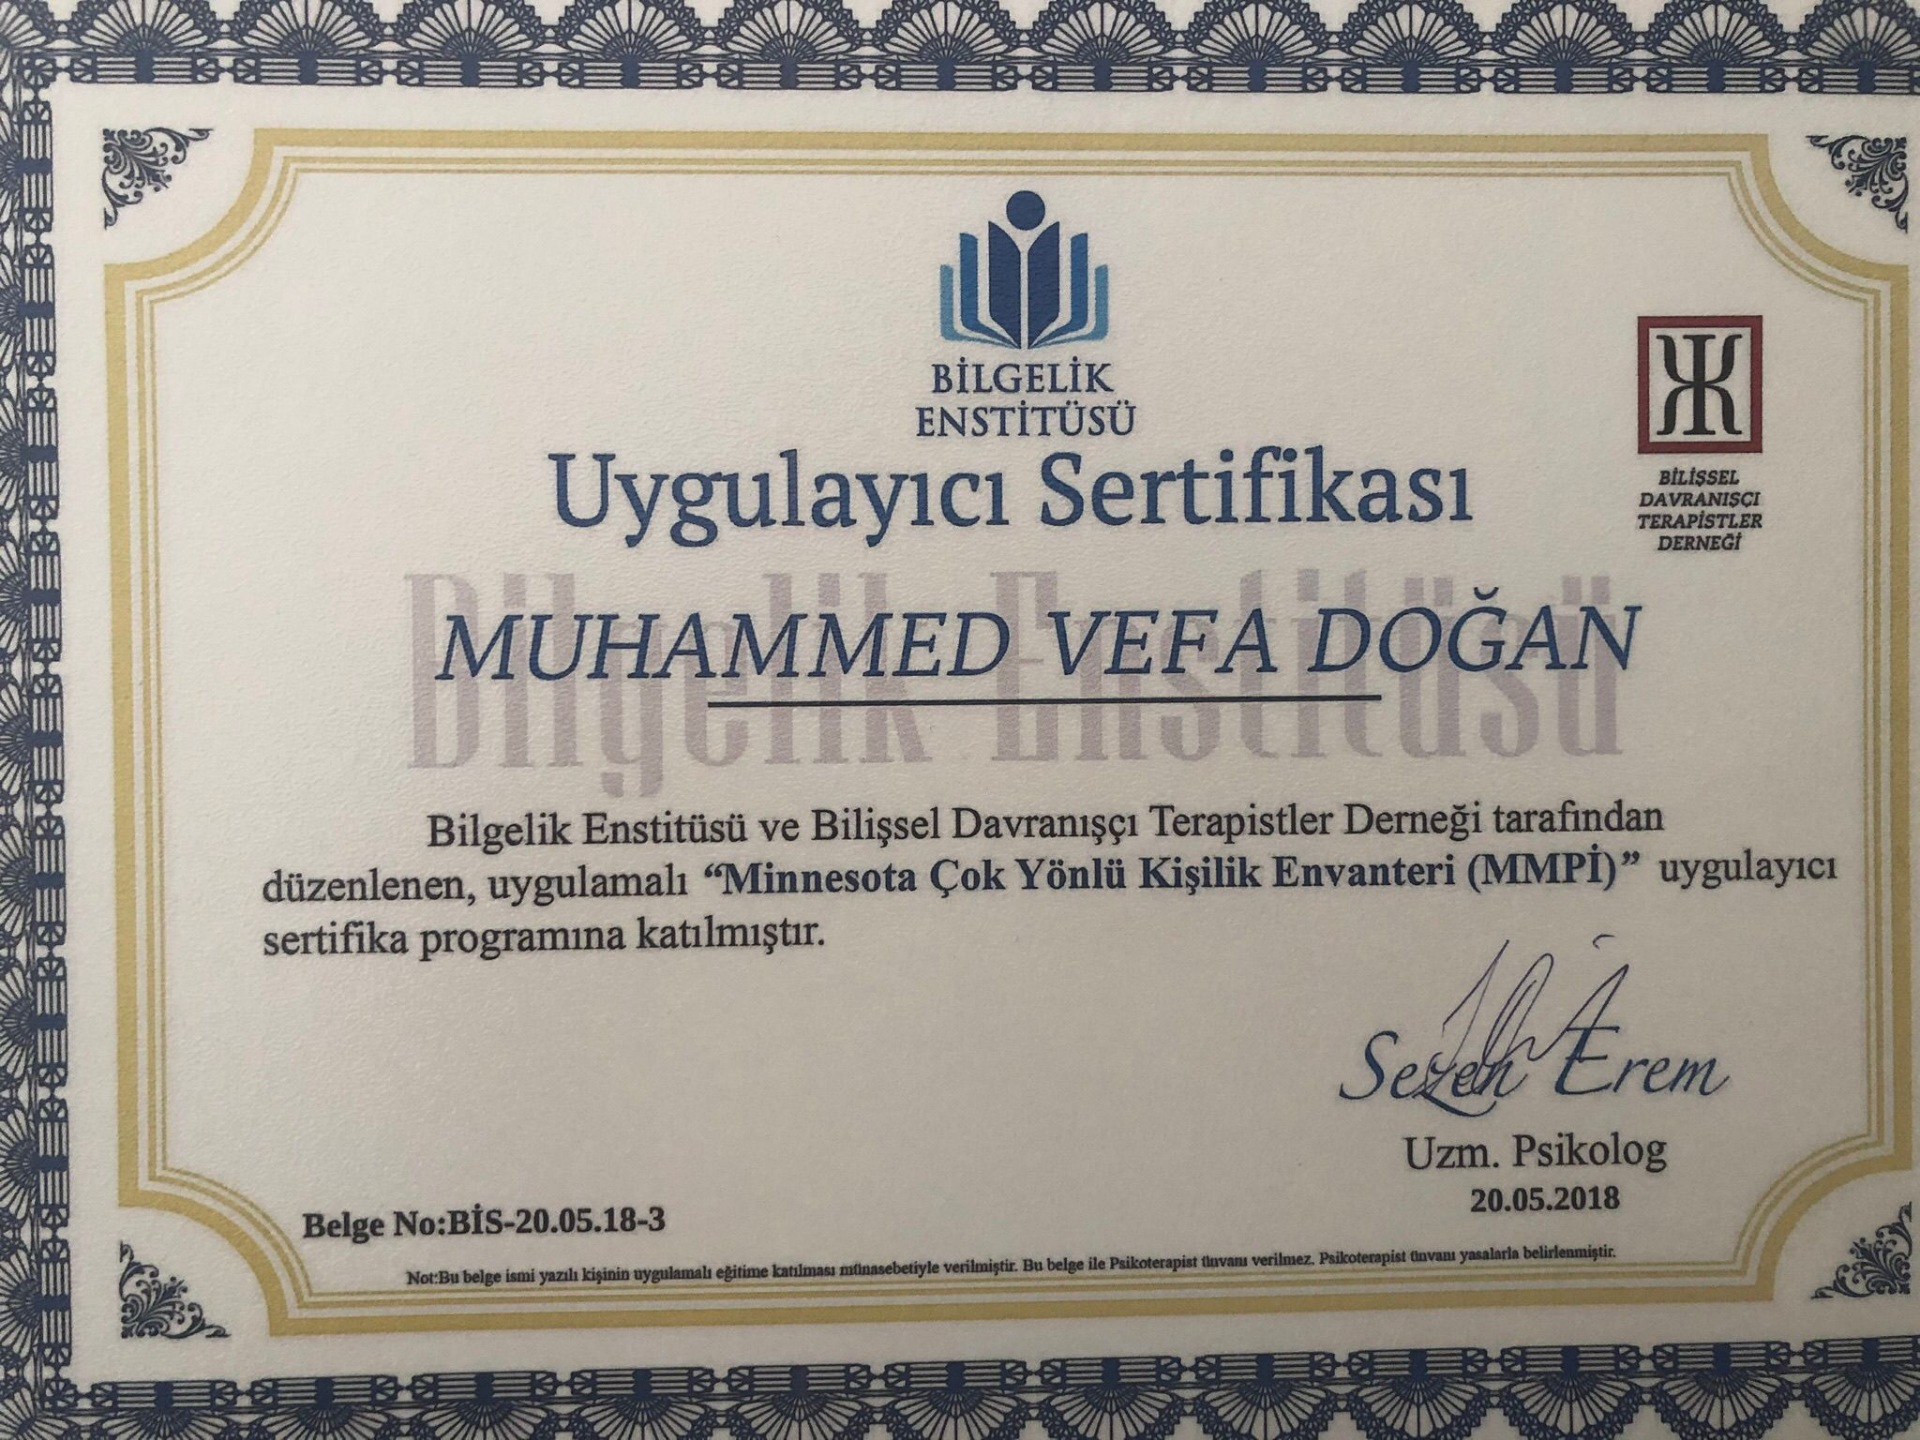 BİLGELİK
ENSTİTÜSÜ
Uygulayıcı Sertifikası
BİLİŞSEL
DAVRANIŞÇI
TERAPİSTLER
DERNEĞİ
Bilgelik Enstitüsü
MUHAMMED VEFA DOĞAN
Bilgelik Enstitüsü ve Bilişsel Davranışçı Terapistler Derneği tarafından
düzenlenen, uygulamalı “Minnesota Çok Yönlü Kişilik Envanteri (MMPİ)” uygulayıcı
sertifika programına katılmıştır.
Sezen Erem
Uzm. Psikolog
20.05.2018
Belge No:BİS-20.05.18-3
Not:Bu belge ismi yazılı kişinin uygulamalı eğitime katılması münasebetiyle verilmiştir. Bu belge ile Psikoterapist ünvanı verilmez. Psikoterapist ünvanı yasalarla belirlenmiştir.